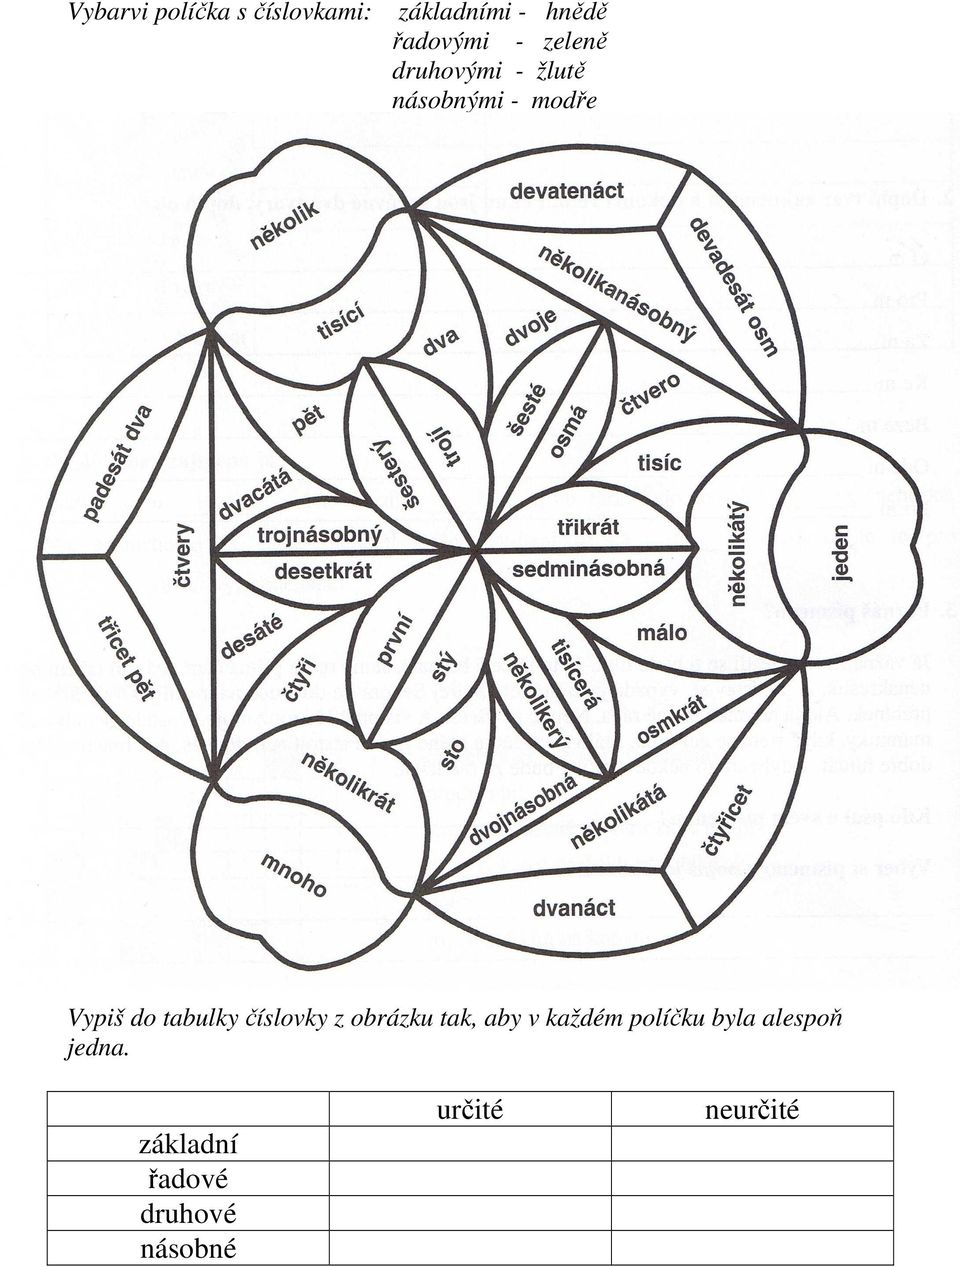 Vybarvi políčka s číslovkami: základními - hnědě
řadovými - zeleně
druhovými - žlutě
násobnými - modře
několik
tisící
dva
devatenáct
několikanásobný
devadesát osm
dvoje
čtvero
šesté
osmá
pět
šesterý
trojí
padesát dva
dvacátá
čtvery
trojnásobný
desetkrát
třikrát
sedminásobná
tisíc
několikátý
jeden
málo
třicet pět
desáté
čtyři
první
stý
několikerý
tisícerá
osmkrát
několikrát
sto
dvojnásobná
několikátá
čtyřicet
mnoho
dvanáct
Vypiš do tabulky číslovky z obrázku tak, aby v každém políčku byla alespoň
jedna.
určité neurčité
základní
řadové
druhové
násobné